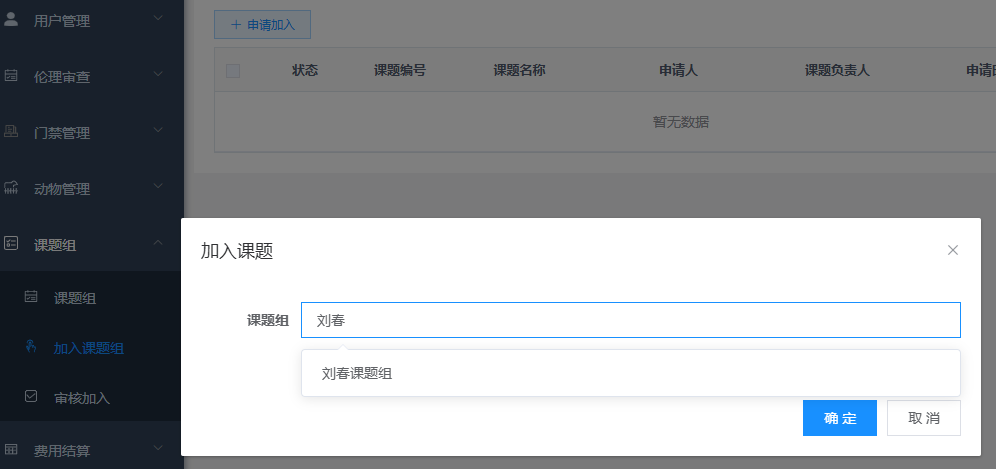 用户管理
伦理审查
门禁管理
动物管理
课题组
课题组
加入课题组
审核加入
费用结算
+ 申请加入
状态 课题编号 课题名称 申请人 课题负责人
暂无数据
加入课题
课题组 刘春
刘春课题组
确 定 取 消